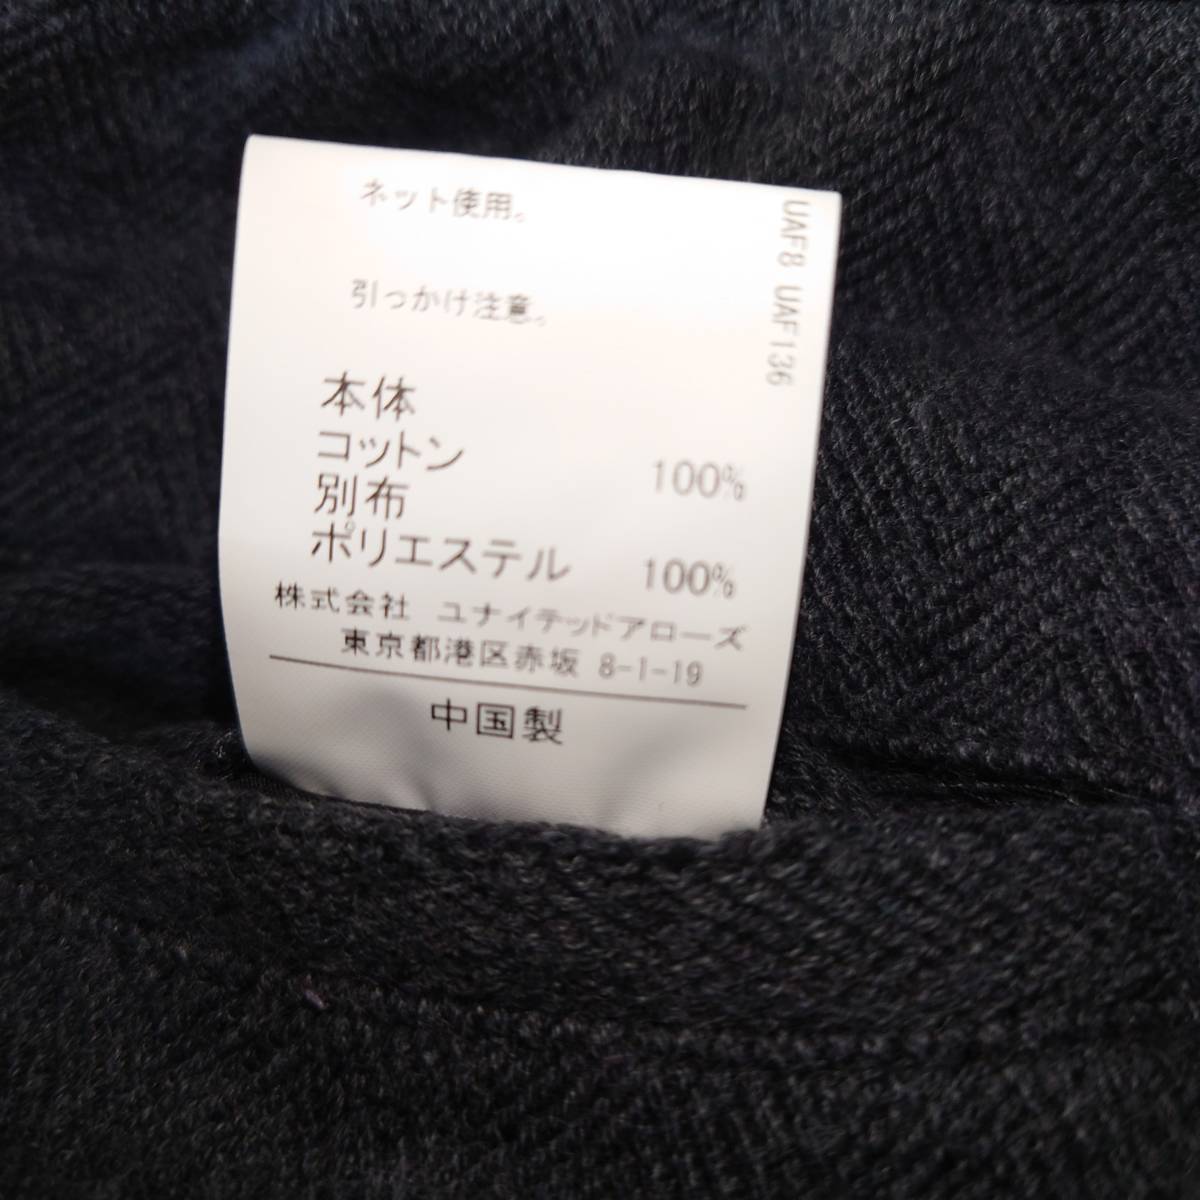 ネット使用。
引っかけ注意。
本体
コットン 100%
別布
ポリエステル 100%
株式会社 ユナイテッドアローズ
東京都港区赤坂 8-1-19
中国製
UAF8 UAF136